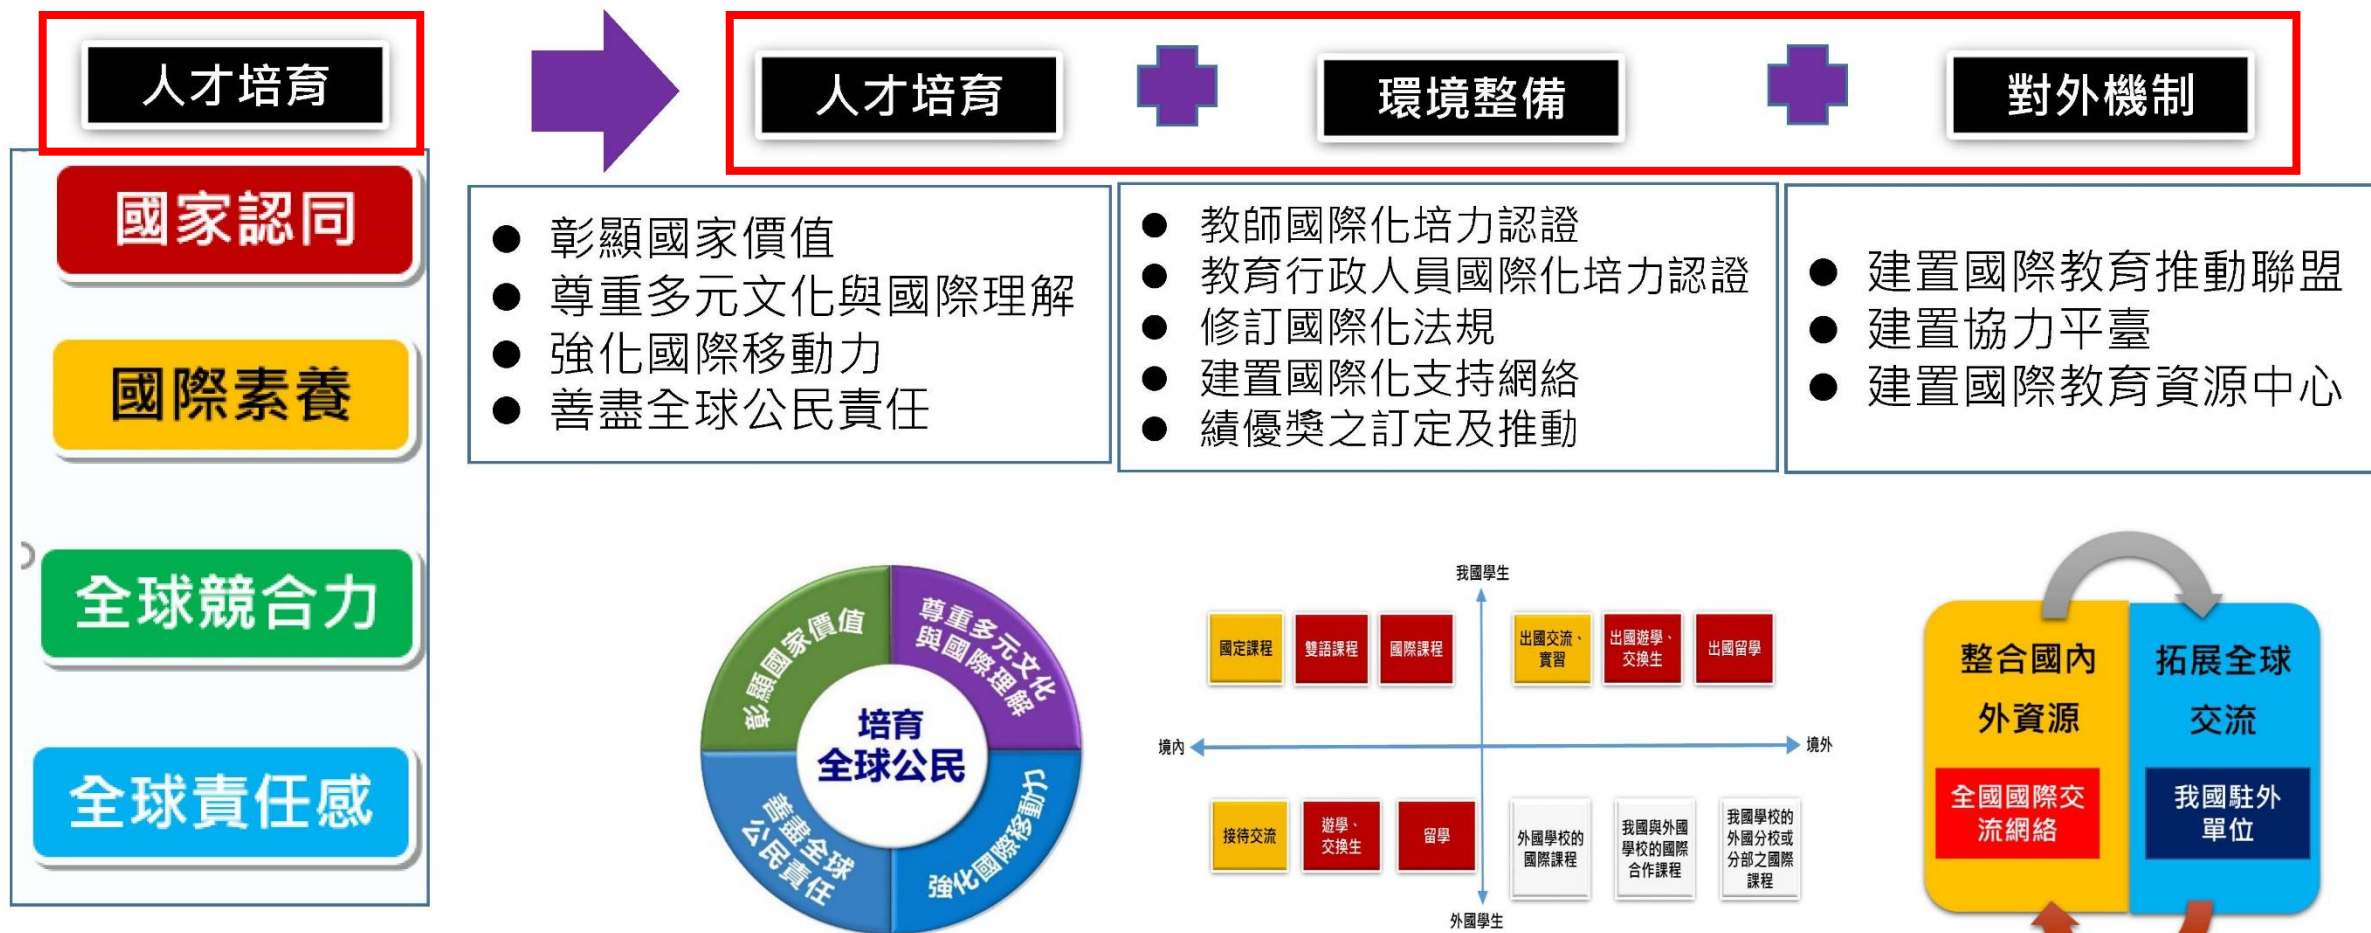 人才培育
人才培育
環境整備
對外機制
國家認同
國際素養
全球競合力
全球責任感
● 彰顯國家價值
● 尊重多元文化與國際理解
● 強化國際移動力
● 善盡全球公民責任
● 教師國際化培力認證
● 教育行政人員國際化培力認證
● 修訂國際化法規
● 建置國際化支持網絡
● 績優獎之訂定及推動
● 建置國際教育推動聯盟
● 建置協力平臺
● 建置國際教育資源中心
彰顯國家價值
尊重多元文化
與國際理解
培育
全球公民
善盡全球
公民責任
強化國際移動力
我國學生
國定課程
雙語課程
國際課程
出國交流、
實習
出國遊學、
交換生
出國留學
境內
境外
接待交流
遊學、
交換生
留學
外國學校的
國際課程
我國與外國
學校的國際
合作課程
我國學校的
外國分校或
分部之國際
課程
外國學生
整合國內
外資源
全國國際交
流網絡
拓展全球
交流
我國駐外
單位